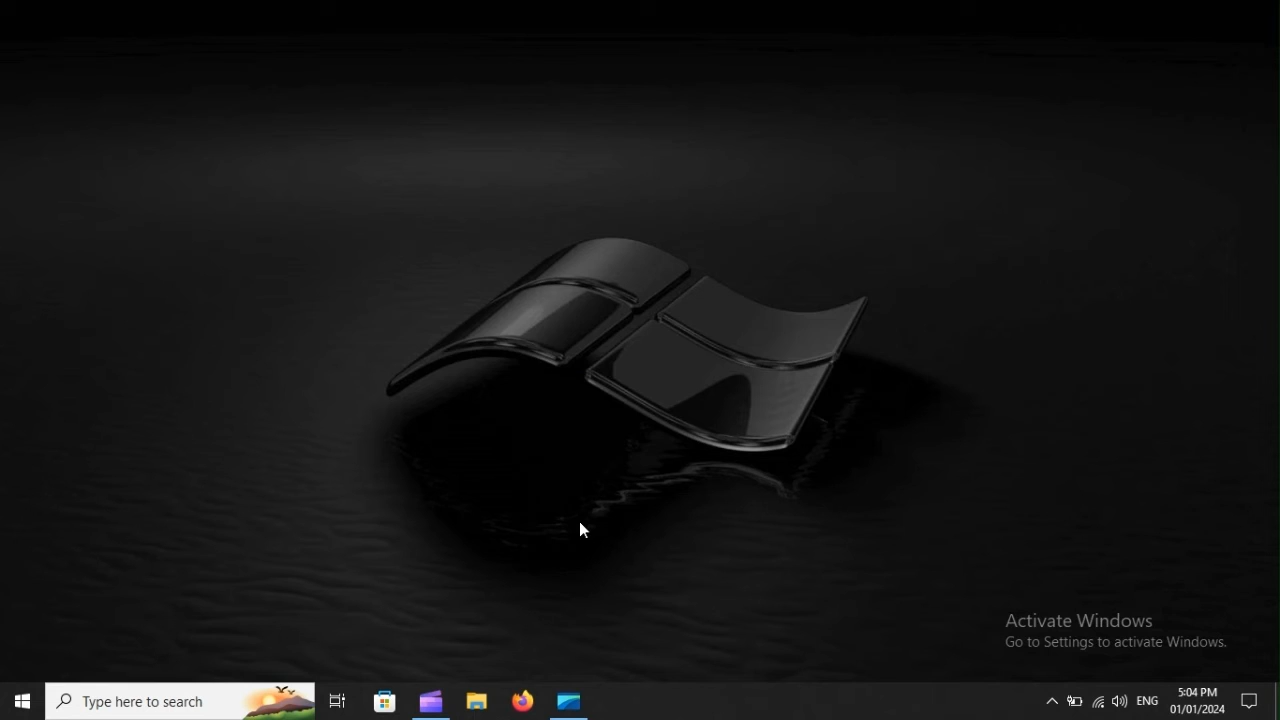 Activate Windows
Go to Settings to activate Windows.
Type here to search
ENG
5:04 PM
01/01/2024